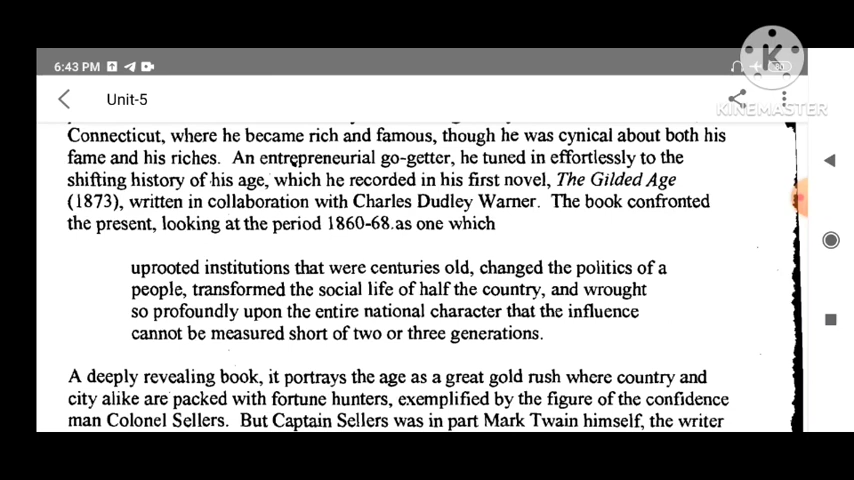 6:43 PM
KINEMASTER
Unit-5
Connecticut, where he became rich and famous, though he was cynical about both his
fame and his riches. An entrepreneurial go-getter, he tuned in effortlessly to the
shifting history of his age, which he recorded in his first novel, The Gilded Age
(1873), written in collaboration with Charles Dudley Warner. The book confronted
the present, looking at the period 1860-68.as one which
uprooted institutions that were centuries old, changed the politics of a
people, transformed the social life of half the country, and wrought
so profoundly upon the entire national character that the influence
cannot be measured short of two or three generations.
A deeply revealing book, it portrays the age as a great gold rush where country and
city alike are packed with fortune hunters, exemplified by the figure of the confidence
man Colonel Sellers. But Captain Sellers was in part Mark Twain himself, the writer